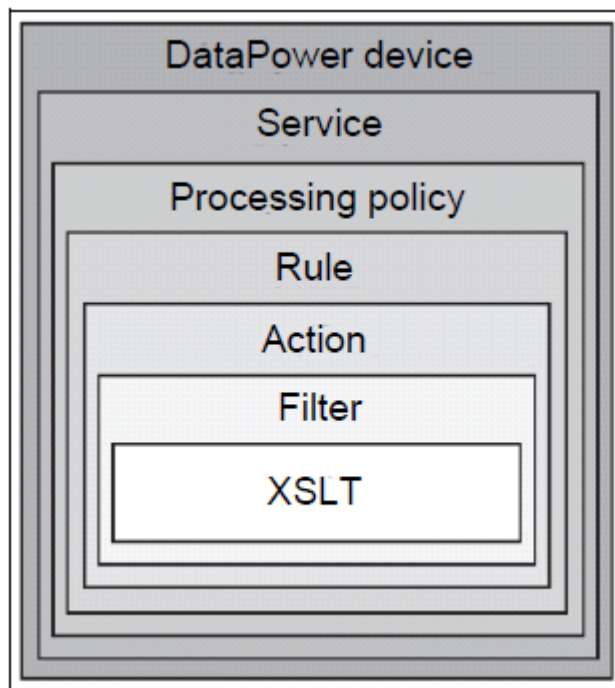 DataPower device
Service
Processing policy
Rule
Action
Filter
XSLT